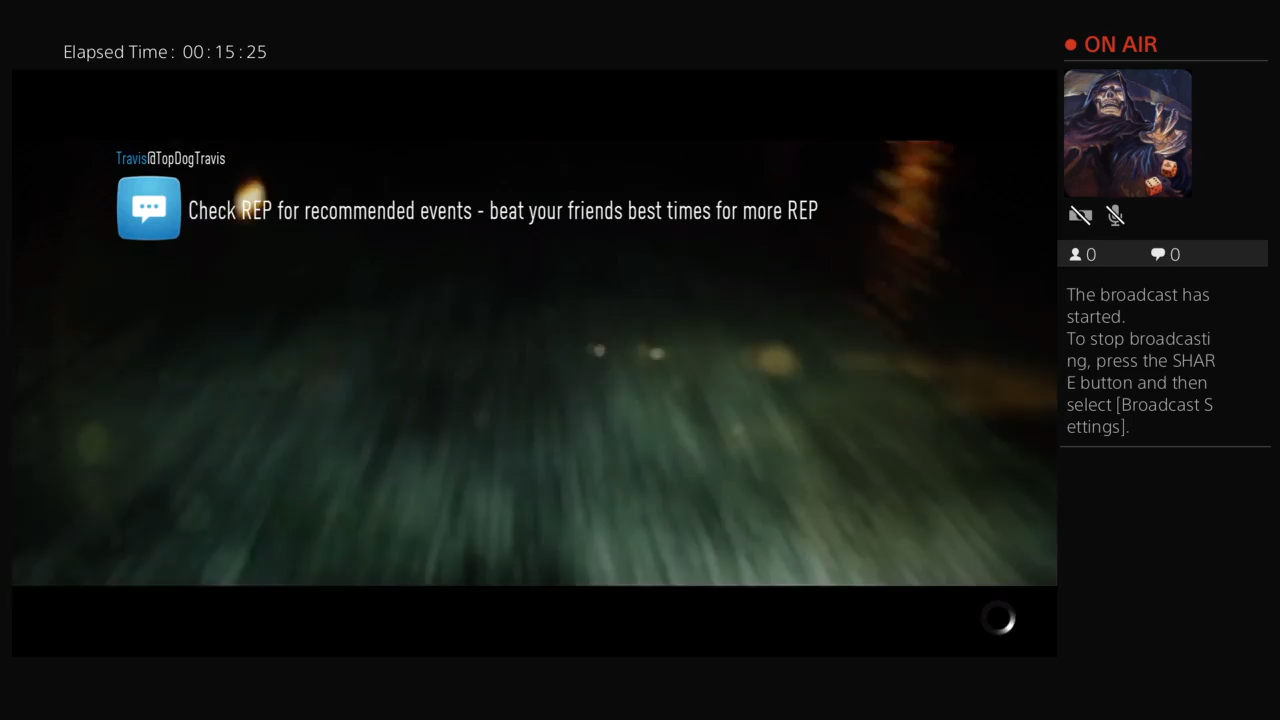 Elapsed Time: 00:15:25
ON AIR
Travis@TopDogTravis
Check REP for recommended events - beat your friends best times for more REP
0 0
The broadcast has
started.
To stop broadcasti
ng, press the SHAR
E button and then
select [Broadcast S
ettings].